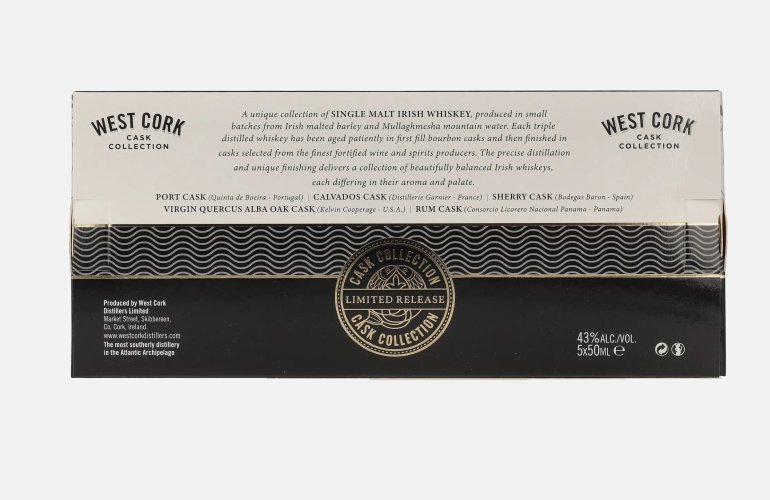 WEST CORK
CASK
COLLECTION
A unique collection of SINGLE MALT IRISH WHISKEY, produced in small
batches from Irish malted barley and Mullaghmesha mountain water. Each triple
distilled whiskey has been aged patiently in first fill bourbon casks and then finished in
casks selected from the finest fortified wine and spirits producers. The precise distillation
and unique finishing delivers a collection of beautifully balanced Irish whiskeys,
each differing in their aroma and palate.
PORT CASK (Quinta de Boeira - Portugal) | CALVADOS CASK (Distillerie Garnier - France) | SHERRY CASK (Bodegas Baron - Spain)
VIRGIN QUERCUS ALBA OAK CASK (Kelvin Cooperage - U.S.A.) | RUM CASK (Consorcio Licorero Nacional Panama - Panama)
WEST CORK
CASK
COLLECTION
CASK COLLECTION
LIMITED RELEASE
CASK COLLECTION
Produced by West Cork
Distillers Limited
Market Street, Skibbereen,
Co. Cork, Ireland.
www.westcorkdistillers.com
The most southerly distillery
in the Atlantic Archipelago
43% ALC./VOL.
5x50ML ℮